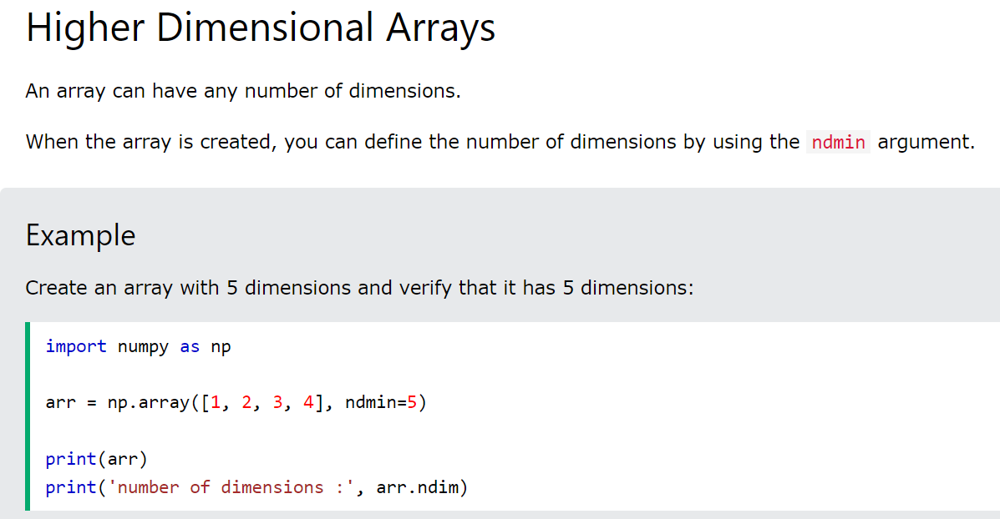 Higher Dimensional Arrays
An array can have any number of dimensions.
When the array is created, you can define the number of dimensions by using the ndmin argument.
Example
Create an array with 5 dimensions and verify that it has 5 dimensions:
import numpy as np
arr = np.array([1, 2, 3, 4], ndmin=5)
print(arr)
print('number of dimensions :', arr.ndim)